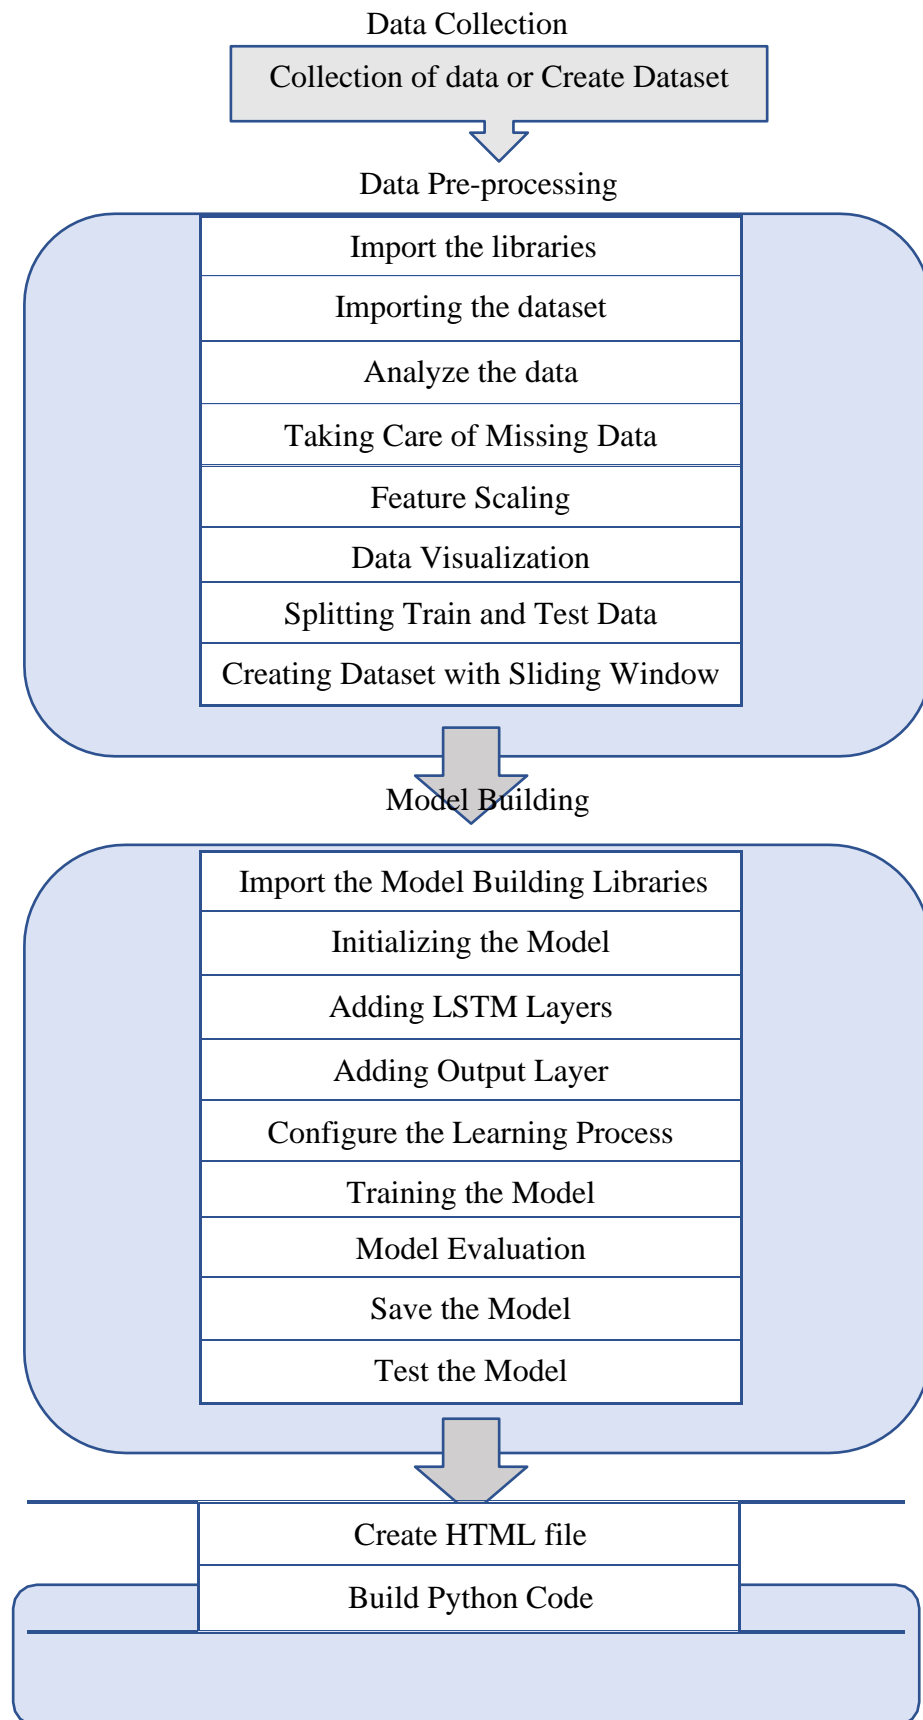 Data Collection
Collection of data or Create Dataset
Data Pre-processing
Import the libraries
Importing the dataset
Analyze the data
Taking Care of Missing Data
Feature Scaling
Data Visualization
Splitting Train and Test Data
Creating Dataset with Sliding Window
Model Building
Import the Model Building Libraries
Initializing the Model
Adding LSTM Layers
Adding Output Layer
Configure the Learning Process
Training the Model
Model Evaluation
Save the Model
Test the Model
Create HTML file
Build Python Code